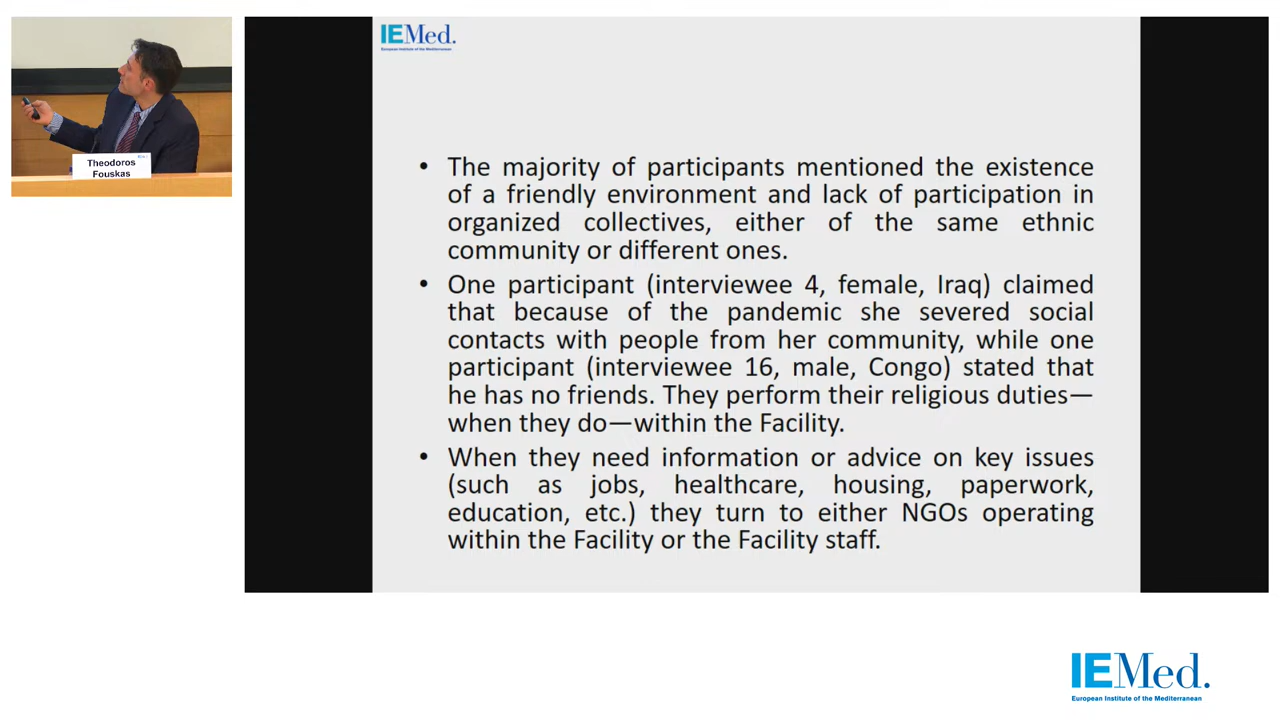 IEMed.
European Institute of the Mediterranean
Theodoros
Fouskas
• The majority of participants mentioned the existence
of a friendly environment and lack of participation in
organized collectives, either of the same ethnic
community or different ones.
• One participant (interviewee 4, female, Iraq) claimed
that because of the pandemic she severed social
contacts with people from her community, while one
participant (interviewee 16, male, Congo) stated that
he has no friends. They perform their religious duties—
when they do—within the Facility.
• When they need information or advice on key issues
(such as jobs, healthcare, housing, paperwork,
education, etc.) they turn to either NGOs operating
within the Facility or the Facility staff.
IEMed.
European Institute of the Mediterranean